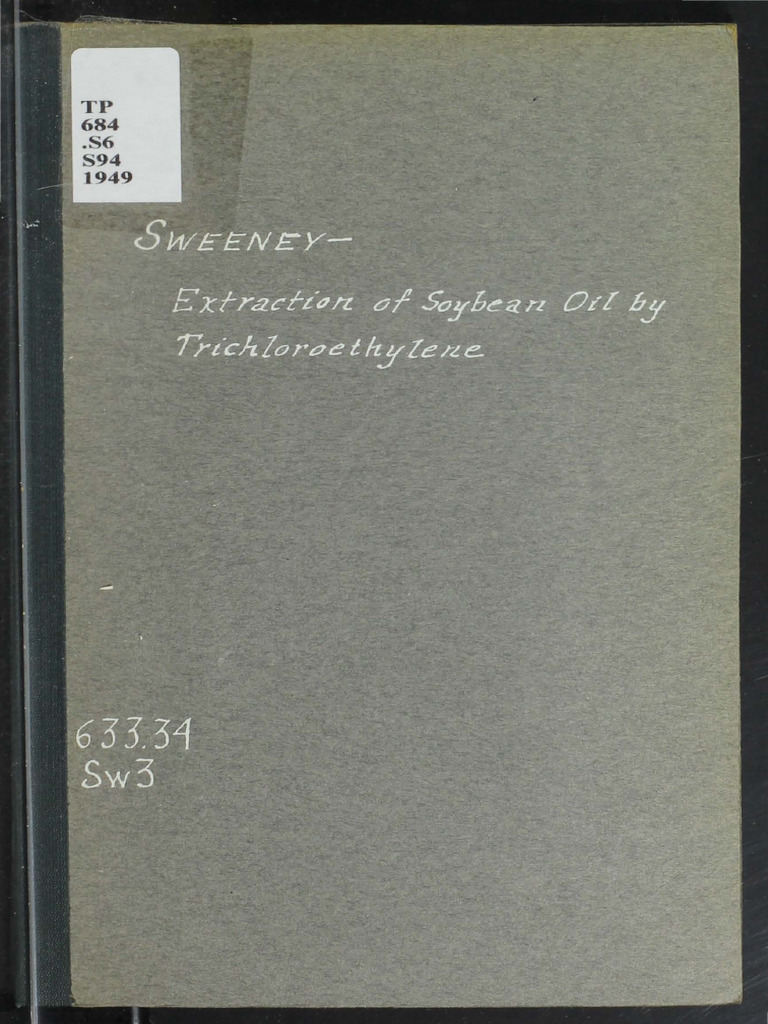 TP
684
.S6
S94
1949
SWEENEY—
Extraction of Soybean Oil by
Trichloroethylene
633.34
Sw3